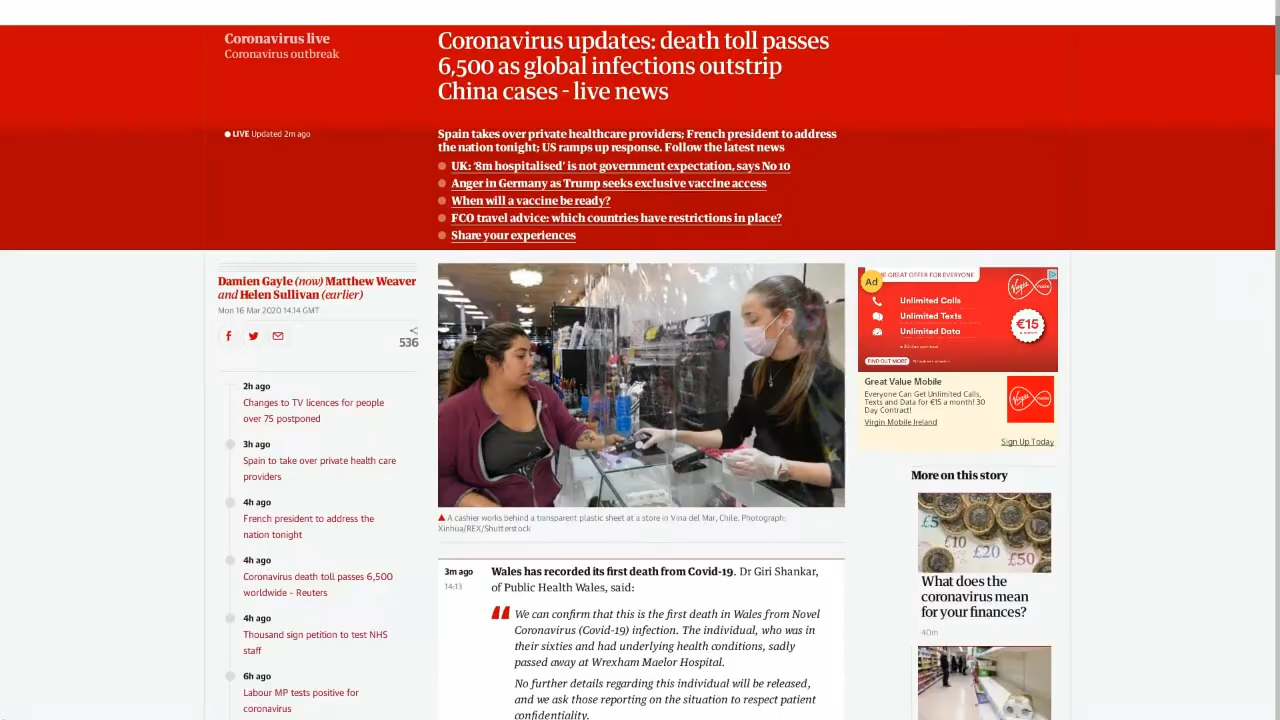 Coronavirus live
Coronavirus outbreak
LIVE Updated 2m ago
Coronavirus updates: death toll passes
6,500 as global infections outstrip
China cases - live news
Spain takes over private healthcare providers; French president to address
the nation tonight; US ramps up response. Follow the latest news
UK: '8m hospitalised' is not government expectation, says No 10
Anger in Germany as Trump seeks exclusive vaccine access
When will a vaccine be ready?
FCO travel advice: which countries have restrictions in place?
Share your experiences
Damien Gayle (now) Matthew Weaver
and Helen Sullivan (earlier)
Mon 16 Mar 2020 14.14 GMT
536
2h ago
Changes to TV licences for people
over 75 postponed
3h ago
Spain to take over private health care
providers
4h ago
French president to address the
nation tonight
4h ago
Coronavirus death toll passes 6,500
worldwide - Reuters
4h ago
Thousand sign petition to test NHS
staff
6h ago
Labour MP tests positive for
coronavirus
A cashier works behind a transparent plastic sheet at a store in Vina del Mar, Chile. Photograph:
Xinhua/REX/Shutterstock
3m ago
14:13
Wales has recorded its first death from Covid-19. Dr Giri Shankar,
of Public Health Wales, said:
We can confirm that this is the first death in Wales from Novel
Coronavirus (Covid-19) infection. The individual, who was in
their sixties and had underlying health conditions, sadly
passed away at Wrexham Maelor Hospital.
No further details regarding this individual will be released,
and we ask those reporting on the situation to respect patient
confidentiality.
Ad
GREAT OFFER FOR EVERYONE
Unlimited Calls
Unlimited Texts
Unlimited Data
€15
FIND OUT MORE
Virgin
Great Value Mobile
Everyone Can Get Unlimited Calls,
Texts and Data for €15 a month! 30
Day Contract!
Virgin Mobile Ireland
Virgin
Sign Up Today
More on this story
£5
£10
£20
£50
What does the
coronavirus mean
for your finances?
40m